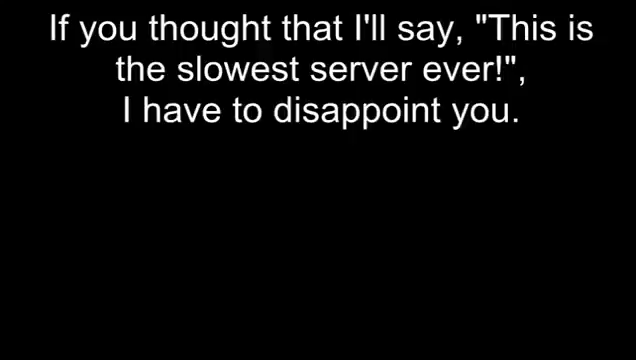 If you thought that I'll say, "This is
the slowest server ever!",
I have to disappoint you.